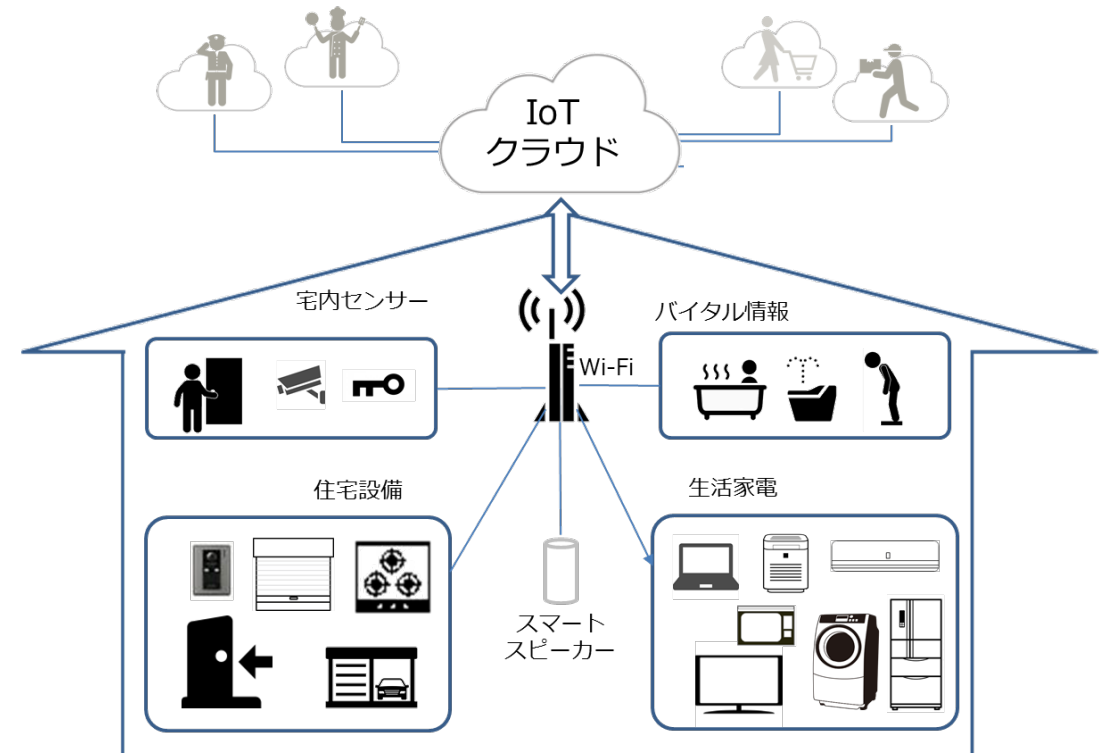 IoT
クラウド
宅内センサー
バイタル情報
Wi-Fi
住宅設備
生活家電
スマート
スピーカー